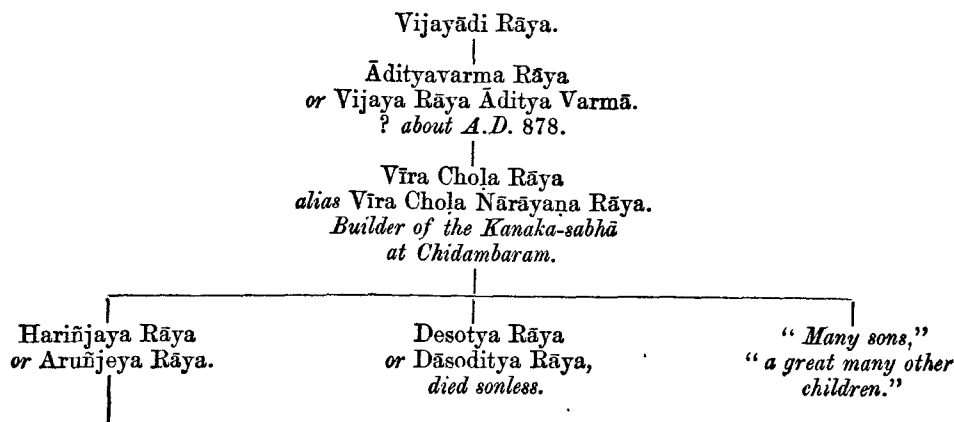 Vijayādi Rāya.
Ādityavarma Rāya
or Vijaya Rāya Āditya Varmā.
? about A.D. 878.
Vīra Choḷa Rāya
alias Vīra Choḷa Nārāyaṇa Rāya.
Builder of the Kanaka-sabhā
at Chidambaram.
Hariñjaya Rāya
or Aruñjeya Rāya.
Desotya Rāya
or Dāsoditya Rāya,
died sonless.
“ Many sons,”
“ a great many other
children.”